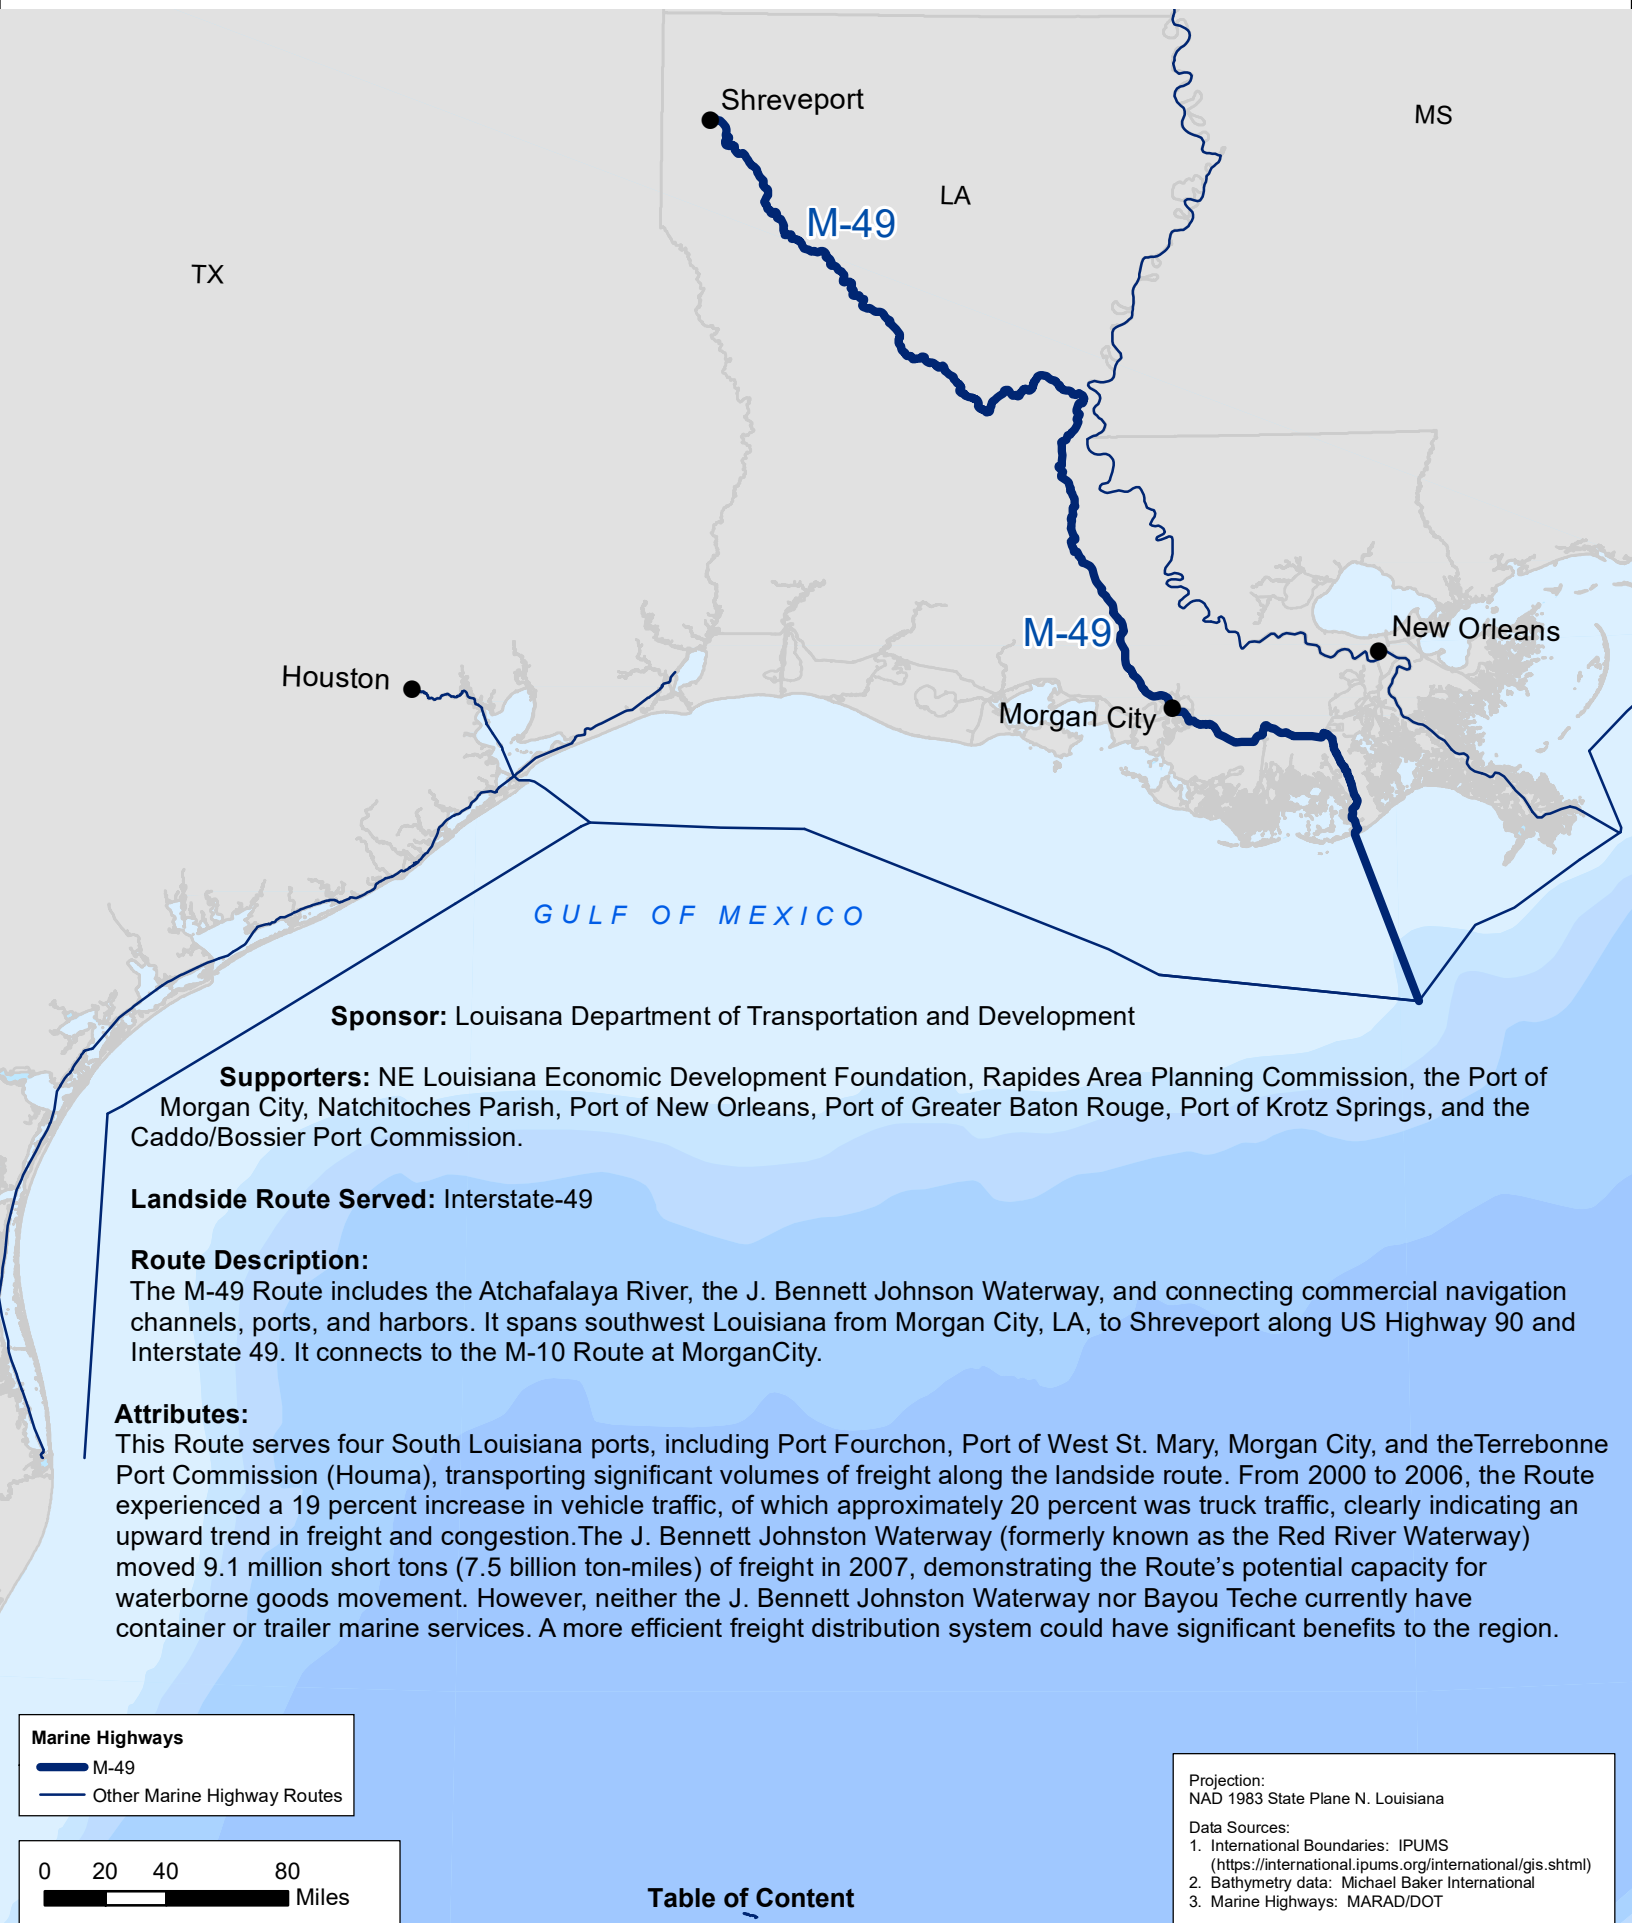 Shreveport
MS
LA
M-49
TX
M-49
New Orleans
Houston
Morgan City
GULF OF MEXICO
Sponsor: Louisana Department of Transportation and Development
Supporters: NE Louisiana Economic Development Foundation, Rapides Area Planning Commission, the Port of
Morgan City, Natchitoches Parish, Port of New Orleans, Port of Greater Baton Rouge, Port of Krotz Springs, and the
Caddo/Bossier Port Commission.
Landside Route Served: Interstate-49
Route Description:
The M-49 Route includes the Atchafalaya River, the J. Bennett Johnson Waterway, and connecting commercial navigation
channels, ports, and harbors. It spans southwest Louisiana from Morgan City, LA, to Shreveport along US Highway 90 and
Interstate 49. It connects to the M-10 Route at MorganCity.
Attributes:
This Route serves four South Louisiana ports, including Port Fourchon, Port of West St. Mary, Morgan City, and theTerrebonne
Port Commission (Houma), transporting significant volumes of freight along the landside route. From 2000 to 2006, the Route
experienced a 19 percent increase in vehicle traffic, of which approximately 20 percent was truck traffic, clearly indicating an
upward trend in freight and congestion.The J. Bennett Johnston Waterway (formerly known as the Red River Waterway)
moved 9.1 million short tons (7.5 billion ton-miles) of freight in 2007, demonstrating the Route’s potential capacity for
waterborne goods movement. However, neither the J. Bennett Johnston Waterway nor Bayou Teche currently have
container or trailer marine services. A more efficient freight distribution system could have significant benefits to the region.
Marine Highways
M-49
Other Marine Highway Routes
0 20 40 80
Miles
Table of Content
Projection:
NAD 1983 State Plane N. Louisiana
Data Sources:
1. International Boundaries: IPUMS
(https://international.ipums.org/international/gis.shtml)
2. Bathymetry data: Michael Baker International
3. Marine Highways: MARAD/DOT